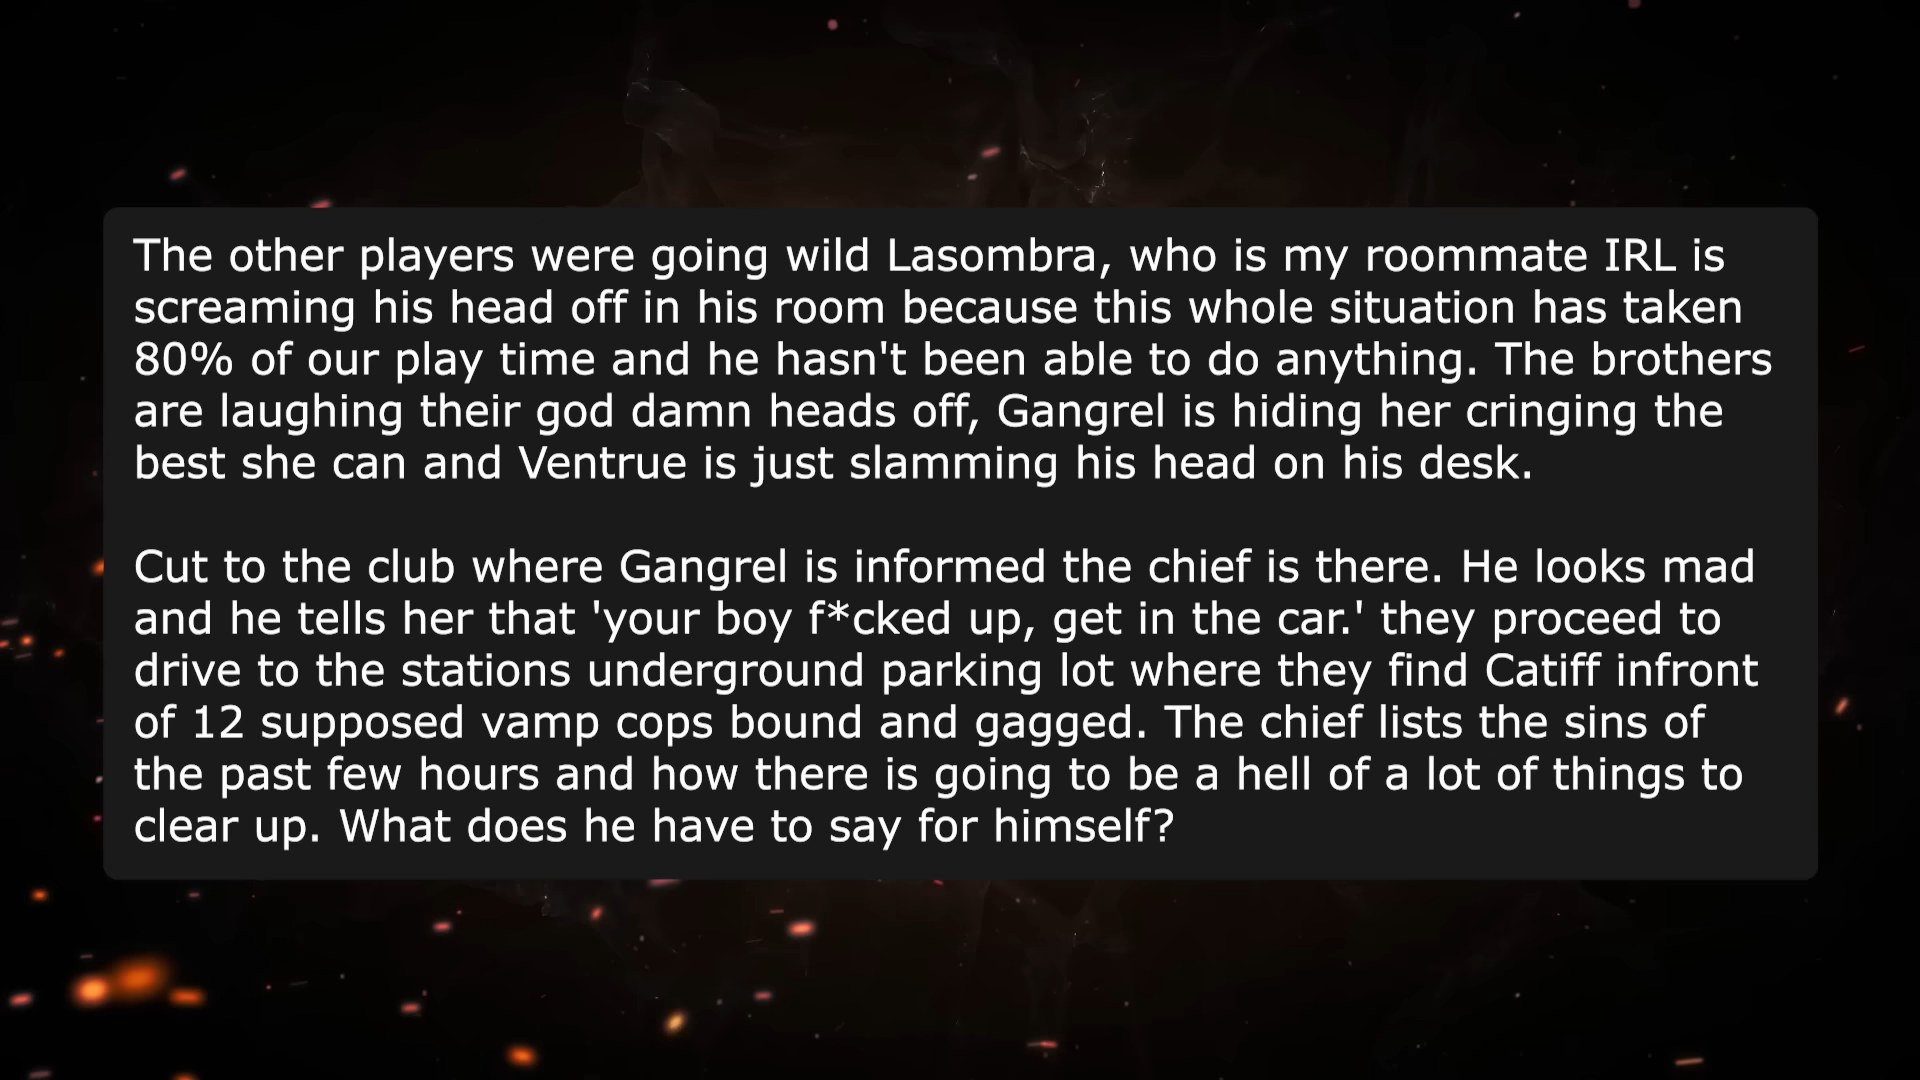 The other players were going wild Lasombra, who is my roommate IRL is
screaming his head off in his room because this whole situation has taken
80% of our play time and he hasn't been able to do anything. The brothers
are laughing their god damn heads off, Gangrel is hiding her cringing the
best she can and Ventrue is just slamming his head on his desk.
Cut to the club where Gangrel is informed the chief is there. He looks mad
and he tells her that 'your boy f*cked up, get in the car.' they proceed to
drive to the stations underground parking lot where they find Catiff infront
of 12 supposed vamp cops bound and gagged. The chief lists the sins of
the past few hours and how there is going to be a hell of a lot of things to
clear up. What does he have to say for himself?